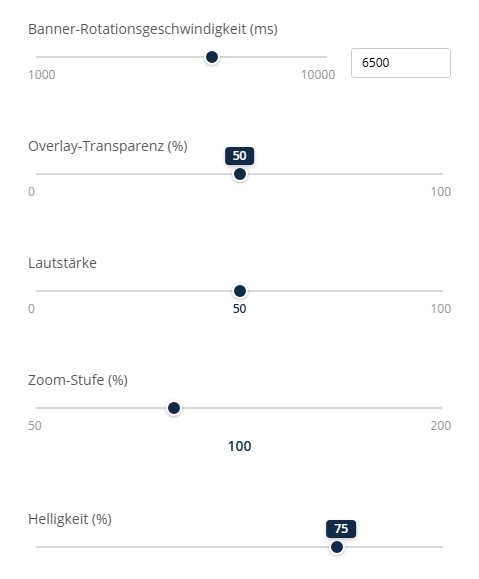 Banner-Rotationsgeschwindigkeit (ms)
1000 10000 6500
Overlay-Transparenz (%)
50
0 100
Lautstärke
0 50 100
Zoom-Stufe (%)
50 200
100
Helligkeit (%)
75